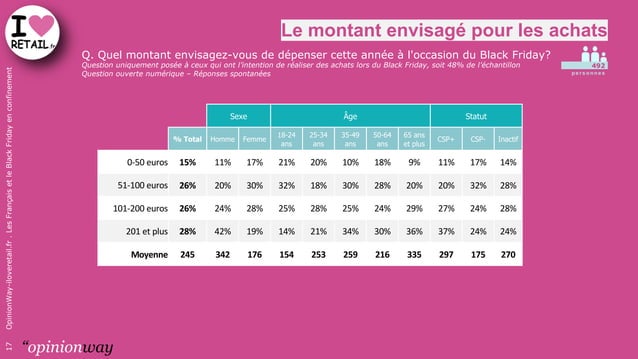 I
RETAIL.fr
Le montant envisagé pour les achats
Q. Quel montant envisagez-vous de dépenser cette année à l'occasion du Black Friday?
Question uniquement posée à ceux qui ont l'intention de réaliser des achats lors du Black Friday, soit 48% de l'échantillon
Question ouverte numérique – Réponses spontanées
492
personnes
Sexe Âge Statut
% Total Homme Femme 18-24 ans 25-34 ans 35-49 ans 50-64 ans 65 ans et plus CSP+ CSP- Inactif
0-50 euros 15% 11% 17% 21% 20% 10% 18% 9% 11% 17% 14%
51-100 euros 26% 20% 30% 32% 18% 30% 28% 20% 20% 32% 28%
101-200 euros 26% 24% 28% 25% 28% 25% 24% 29% 27% 24% 28%
201 et plus 28% 42% 19% 14% 21% 34% 30% 36% 37% 24% 24%
Moyenne 245 342 176 154 253 259 216 335 297 175 270
17 OpinionWay-iloveretail.fr . Les Français et le Black Friday en confinement
“opinionway